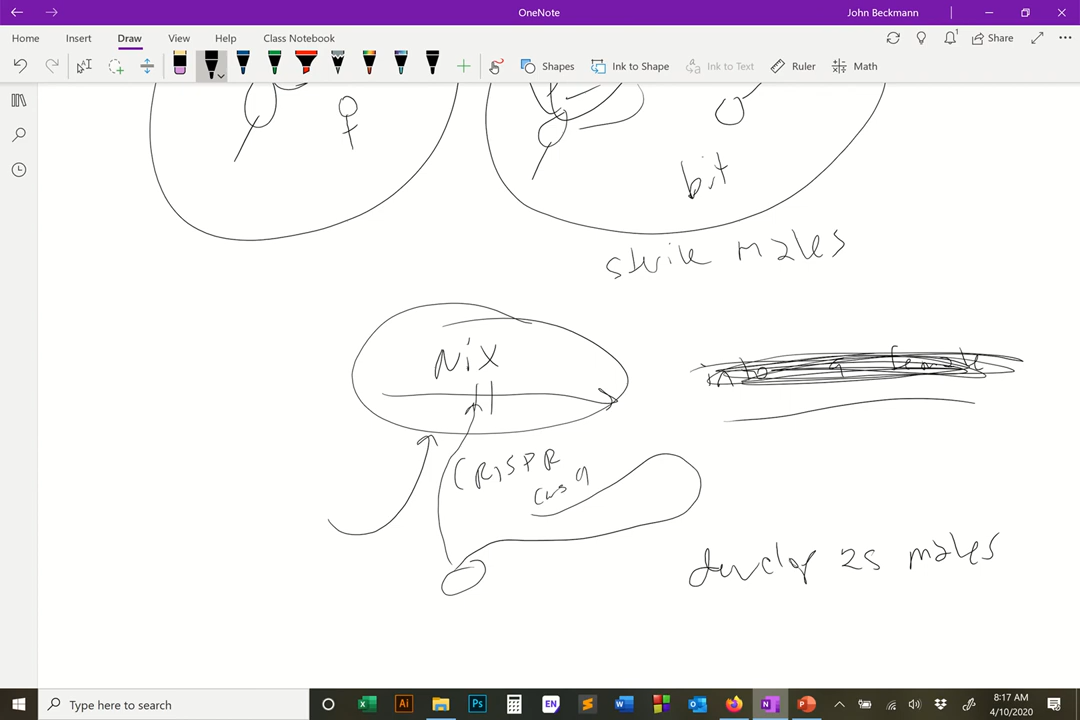 OneNote
John Beckmann
Home Insert Draw View Help Class Notebook
Share
Shapes Ink to Shape Ink to Text Ruler Math
bit
sterile males
Nix
CRISPR
cas9
develop as males
Type here to search
8:17 AM
4/10/2020